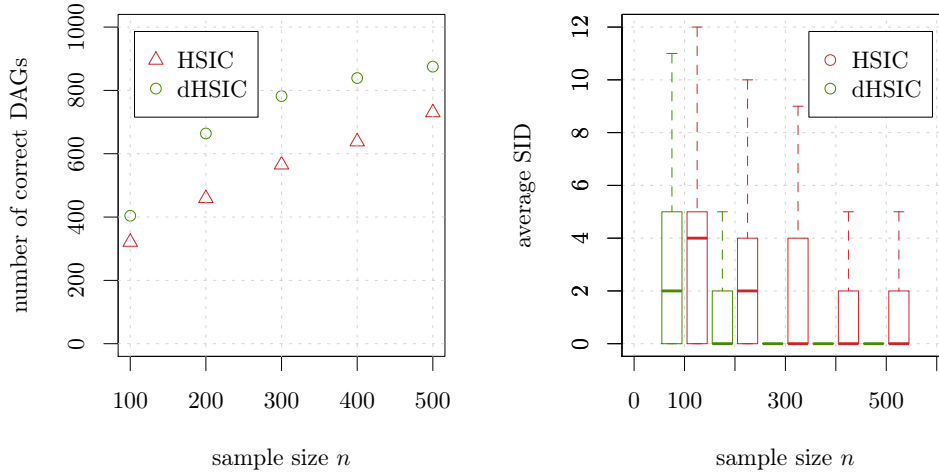 number of correct DAGs
1000
800
600
400
200
0
HSIC
dHSIC
100 200 300 400 500
sample size n
average SID
12
10
8
6
4
2
0
HSIC
dHSIC
0 100 300 500
sample size n